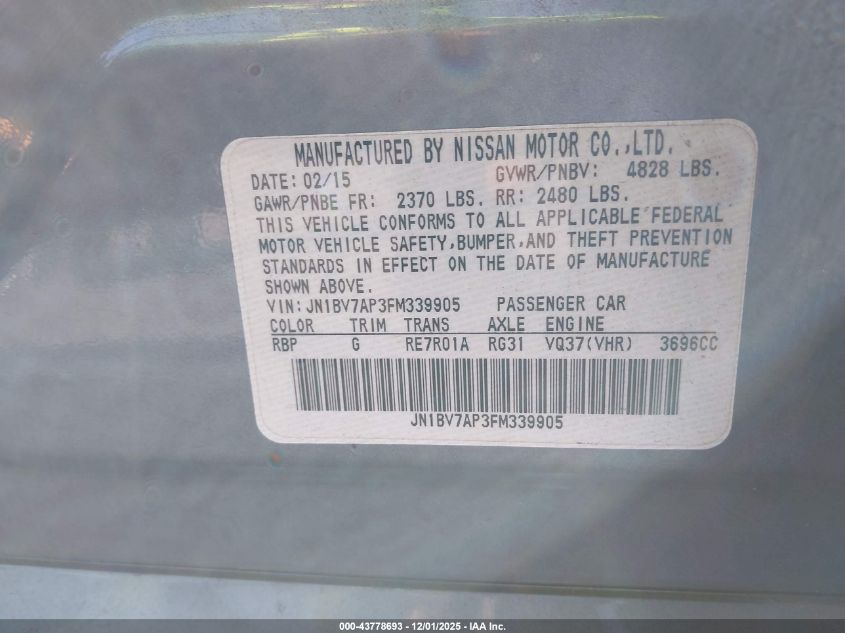 MANUFACTURED BY NISSAN MOTOR CO.,LTD.
DATE: 02/15 GVWR/PNBV: 4828 LBS.
GAWR/PNBE FR: 2370 LBS. RR: 2480 LBS.
THIS VEHICLE CONFORMS TO ALL APPLICABLE FEDERAL
MOTOR VEHICLE SAFETY,BUMPER,AND THEFT PREVENTION
STANDARDS IN EFFECT ON THE DATE OF MANUFACTURE
SHOWN ABOVE.
VIN: JN1BV7AP3FM339905 PASSENGER CAR
COLOR TRIM TRANS AXLE ENGINE
RBP G RE7R01A RG31 VQ37(VHR) 3696CC
JN1BV7AP3FM339905
000-43778693 • 12/01/2025 • IAA Inc.